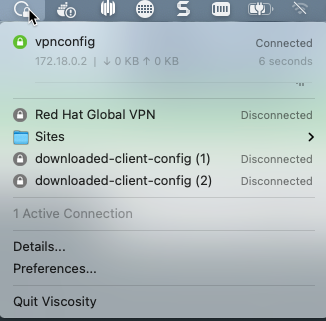 vpnconfig Connected
172.18.0.2 | ↓ 0 KB ↑ 0 KB 6 seconds
Red Hat Global VPN Disconnected
Sites
downloaded-client-config (1) Disconnected
downloaded-client-config (2) Disconnected
1 Active Connection
Details...
Preferences...
Quit Viscosity